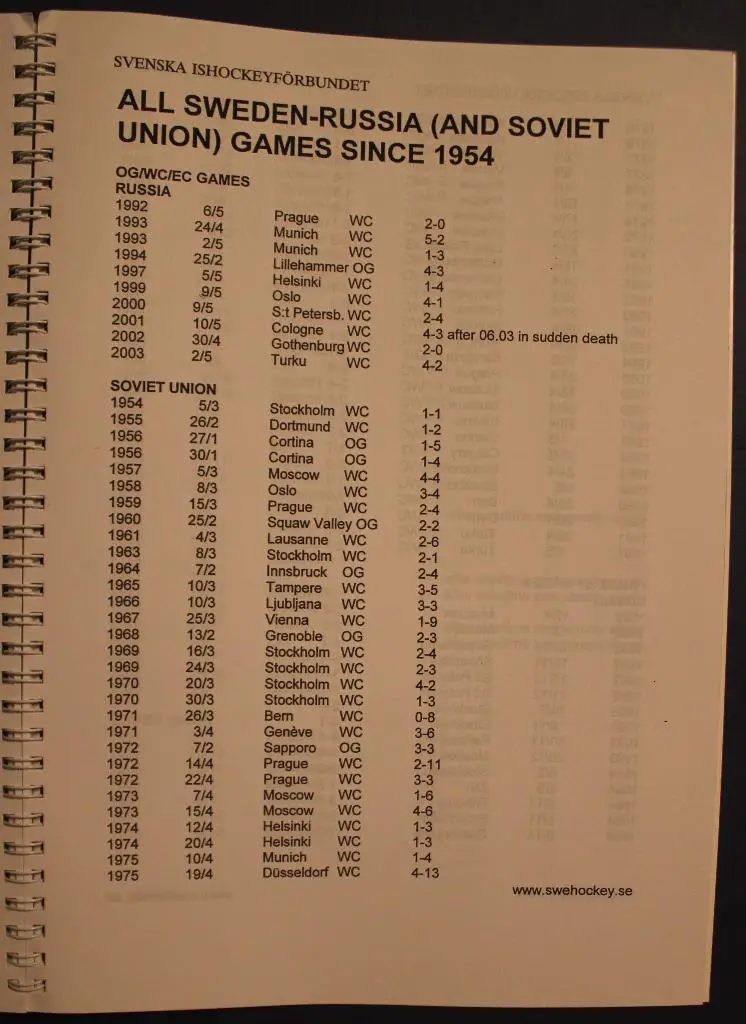 SVENSKA ISHOCKEYFÖRBUNDET
ALL SWEDEN-RUSSIA (AND SOVIET
UNION) GAMES SINCE 1954
OG/WC/EC GAMES
RUSSIA
1992 6/5 Prague WC 2-0
1993 24/4 Munich WC 5-2
1993 2/5 Munich WC 1-3
1994 25/2 Lillehammer OG 4-3
1997 5/5 Helsinki WC 1-4
1999 9/5 Oslo WC 4-1
2000 9/5 S:t Petersb. WC 2-4
2001 10/5 Cologne WC 4-3 after 06.03 in sudden death
2002 30/4 Gothenburg WC 2-0
2003 2/5 Turku WC 4-2
SOVIET UNION
1954 5/3 Stockholm WC 1-1
1955 26/2 Dortmund WC 1-2
1956 27/1 Cortina OG 1-5
1956 30/1 Cortina OG 1-4
1957 5/3 Moscow WC 4-4
1958 8/3 Oslo WC 3-4
1959 15/3 Prague WC 2-4
1960 25/2 Squaw Valley OG 2-2
1961 4/3 Lausanne WC 2-6
1963 8/3 Stockholm WC 2-1
1964 7/2 Innsbruck OG 2-4
1965 10/3 Tampere WC 3-5
1966 10/3 Ljubljana WC 3-3
1967 25/3 Vienna WC 1-9
1968 13/2 Grenoble OG 2-3
1969 16/3 Stockholm WC 2-4
1969 24/3 Stockholm WC 2-3
1970 20/3 Stockholm WC 4-2
1970 30/3 Stockholm WC 1-3
1971 26/3 Bern WC 0-8
1971 3/4 Genève WC 3-6
1972 7/2 Sapporo OG 3-3
1972 14/4 Prague WC 2-11
1972 22/4 Prague WC 3-3
1973 7/4 Moscow WC 1-6
1973 15/4 Moscow WC 4-6
1974 12/4 Helsinki WC 1-3
1974 20/4 Helsinki WC 1-3
1975 10/4 Munich WC 1-4
1975 19/4 Düsseldorf WC 4-13
www.swehockey.se